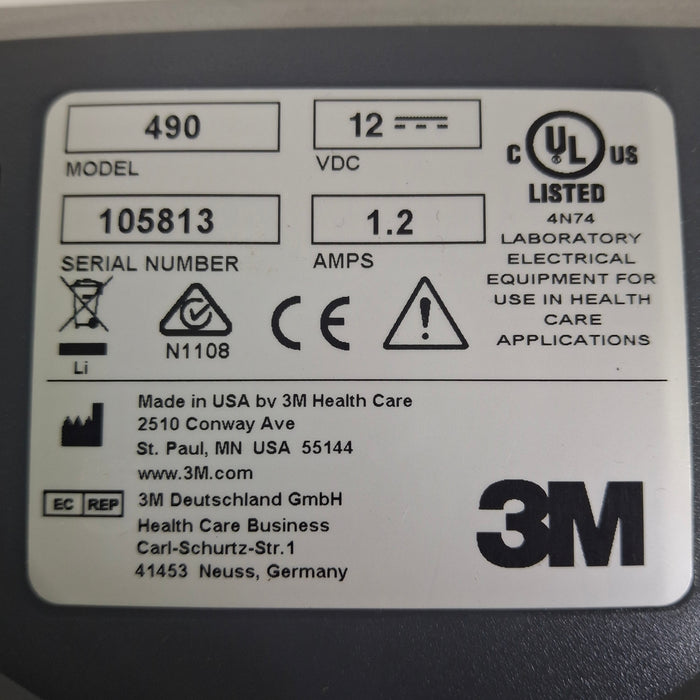 490
MODEL
12
VDC
105813
SERIAL NUMBER
1.2
AMPS
C UL US
LISTED
4N74
LABORATORY
ELECTRICAL
EQUIPMENT FOR
USE IN HEALTH
CARE
APPLICATIONS
Li
N1108
CE
Made in USA by 3M Health Care
2510 Conway Ave
St. Paul, MN USA 55144
www.3M.com
EC REP
3M Deutschland GmbH
Health Care Business
Carl-Schurtz-Str.1
41453 Neuss, Germany
3M